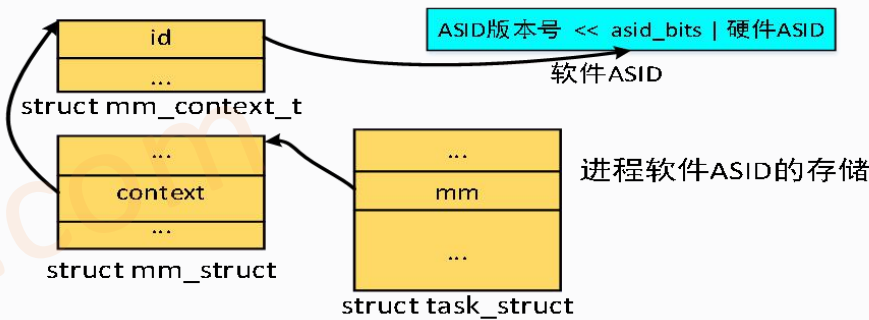 id
ASID版本号 << asid_bits | 硬件ASID
软件ASID
...
struct mm_context_t
...
context
...
struct mm_struct
...
mm
...
struct task_struct
进程软件ASID的存储
.com